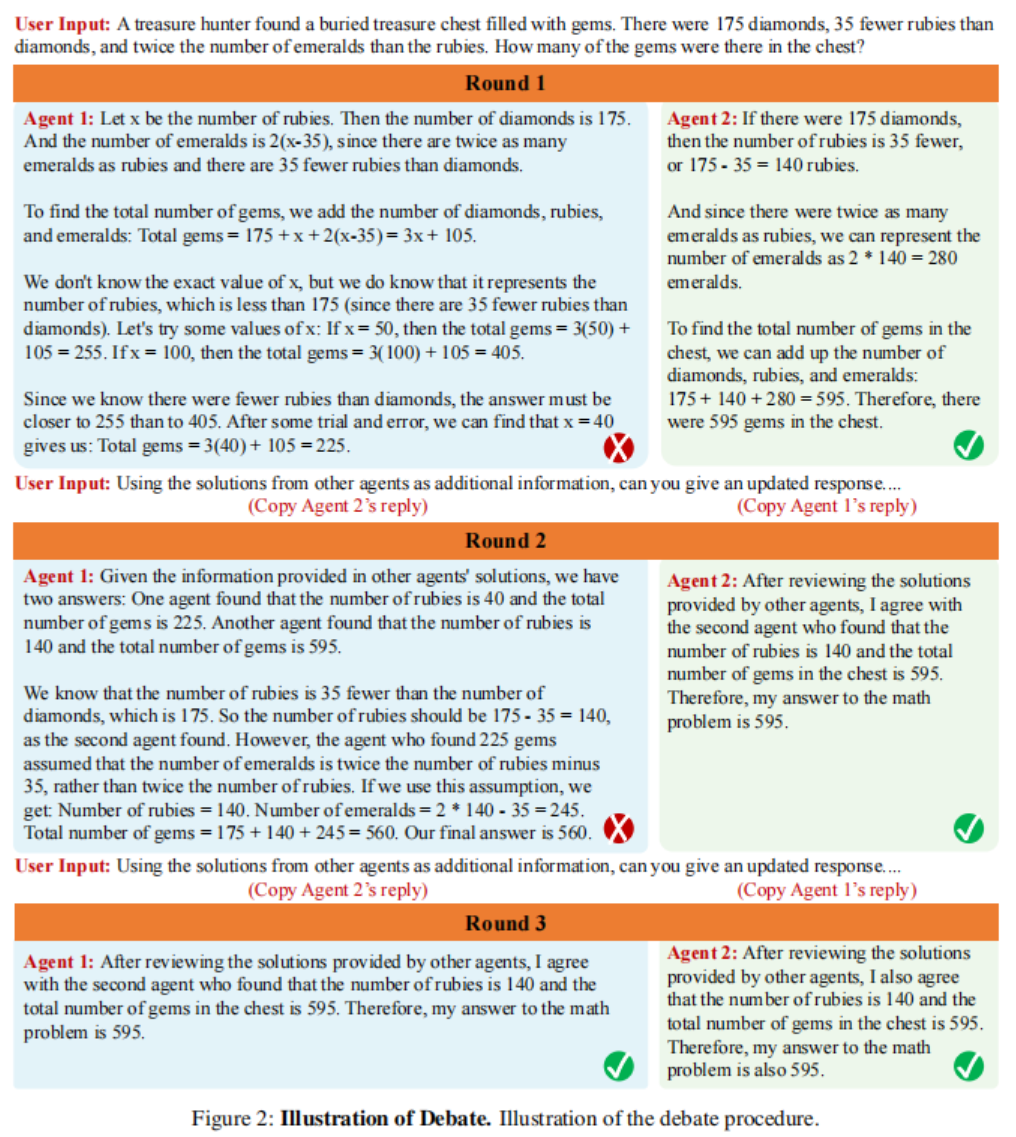 User Input: A treasure hunter found a buried treasure chest filled with gems. There were 175 diamonds, 35 fewer rubies than
diamonds, and twice the number of emeralds than the rubies. How many of the gems were there in the chest?
Round 1
Agent 1: Let x be the number of rubies. Then the number of diamonds is 175.
And the number of emeralds is 2(x-35), since there are twice as many
emeralds as rubies and there are 35 fewer rubies than diamonds.
To find the total number of gems, we add the number of diamonds, rubies,
and emeralds: Total gems = 175 + x + 2(x-35) = 3x + 105.
We don't know the exact value of x, but we do know that it represents the
number of rubies, which is less than 175 (since there are 35 fewer rubies than
diamonds). Let's try some values of x: If x = 50, then the total gems = 3(50) +
105 = 255. If x = 100, then the total gems = 3(100) + 105 = 405.
Since we know there were fewer rubies than diamonds, the answer must be
closer to 255 than to 405. After some trial and error, we can find that x = 40
gives us: Total gems = 3(40) + 105 = 225.
Agent 2: If there were 175 diamonds,
then the number of rubies is 35 fewer,
or 175 - 35 = 140 rubies.
And since there were twice as many
emeralds as rubies, we can represent the
number of emeralds as 2 * 140 = 280
emeralds.
To find the total number of gems in the
chest, we can add up the number of
diamonds, rubies, and emeralds:
175 + 140 + 280 = 595. Therefore, there
were 595 gems in the chest.
User Input: Using the solutions from other agents as additional information, can you give an updated response....
(Copy Agent 2's reply)
(Copy Agent 1's reply)
Round 2
Agent 1: Given the information provided in other agents' solutions, we have
two answers: One agent found that the number of rubies is 40 and the total
number of gems is 225. Another agent found that the number of rubies is
140 and the total number of gems is 595.
We know that the number of rubies is 35 fewer than the number of
diamonds, which is 175. So the number of rubies should be 175 - 35 = 140,
as the second agent found. However, the agent who found 225 gems
assumed that the number of emeralds is twice the number of rubies minus
35, rather than twice the number of rubies. If we use this assumption, we
get: Number of rubies = 140. Number of emeralds = 2 * 140 - 35 = 245.
Total number of gems = 175 + 140 + 245 = 560. Our final answer is 560.
Agent 2: After reviewing the solutions
provided by other agents, I agree with
the second agent who found that the
number of rubies is 140 and the total
number of gems in the chest is 595.
Therefore, my answer to the math
problem is 595.
User Input: Using the solutions from other agents as additional information, can you give an updated response....
(Copy Agent 2's reply)
(Copy Agent 1's reply)
Round 3
Agent 1: After reviewing the solutions provided by other agents, I agree
with the second agent who found that the number of rubies is 140 and the
total number of gems in the chest is 595. Therefore, my answer to the math
problem is 595.
Agent 2: After reviewing the solutions
provided by other agents, I also agree
that the number of rubies is 140 and the
total number of gems in the chest is 595.
Therefore, my answer to the math
problem is also 595.
Figure 2: Illustration of Debate. Illustration of the debate procedure.